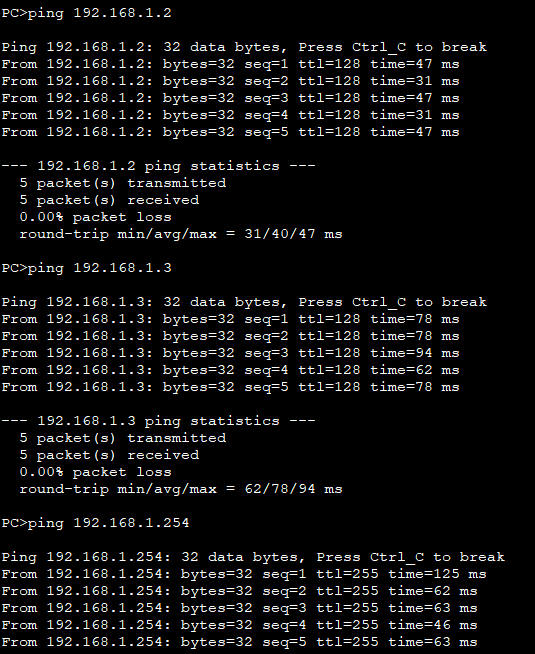 PC>ping 192.168.1.2
Ping 192.168.1.2: 32 data bytes, Press Ctrl_C to break
From 192.168.1.2: bytes=32 seq=1 ttl=128 time=47 ms
From 192.168.1.2: bytes=32 seq=2 ttl=128 time=31 ms
From 192.168.1.2: bytes=32 seq=3 ttl=128 time=47 ms
From 192.168.1.2: bytes=32 seq=4 ttl=128 time=31 ms
From 192.168.1.2: bytes=32 seq=5 ttl=128 time=47 ms
--- 192.168.1.2 ping statistics ---
5 packet(s) transmitted
5 packet(s) received
0.00% packet loss
round-trip min/avg/max = 31/40/47 ms
PC>ping 192.168.1.3
Ping 192.168.1.3: 32 data bytes, Press Ctrl_C to break
From 192.168.1.3: bytes=32 seq=1 ttl=128 time=78 ms
From 192.168.1.3: bytes=32 seq=2 ttl=128 time=78 ms
From 192.168.1.3: bytes=32 seq=3 ttl=128 time=94 ms
From 192.168.1.3: bytes=32 seq=4 ttl=128 time=62 ms
From 192.168.1.3: bytes=32 seq=5 ttl=128 time=78 ms
--- 192.168.1.3 ping statistics ---
5 packet(s) transmitted
5 packet(s) received
0.00% packet loss
round-trip min/avg/max = 62/78/94 ms
PC>ping 192.168.1.254
Ping 192.168.1.254: 32 data bytes, Press Ctrl_C to break
From 192.168.1.254: bytes=32 seq=1 ttl=255 time=125 ms
From 192.168.1.254: bytes=32 seq=2 ttl=255 time=62 ms
From 192.168.1.254: bytes=32 seq=3 ttl=255 time=63 ms
From 192.168.1.254: bytes=32 seq=4 ttl=255 time=46 ms
From 192.168.1.254: bytes=32 seq=5 ttl=255 time=63 ms